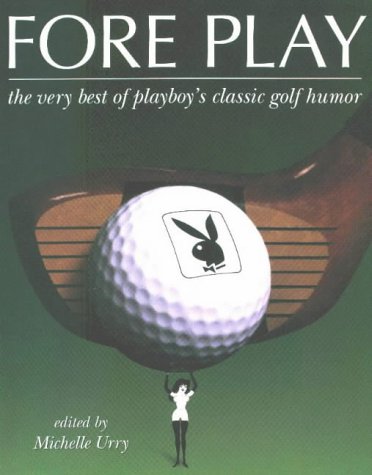 FORE PLAY
the very best of playboy's classic golf humor
edited by
Michelle Urry